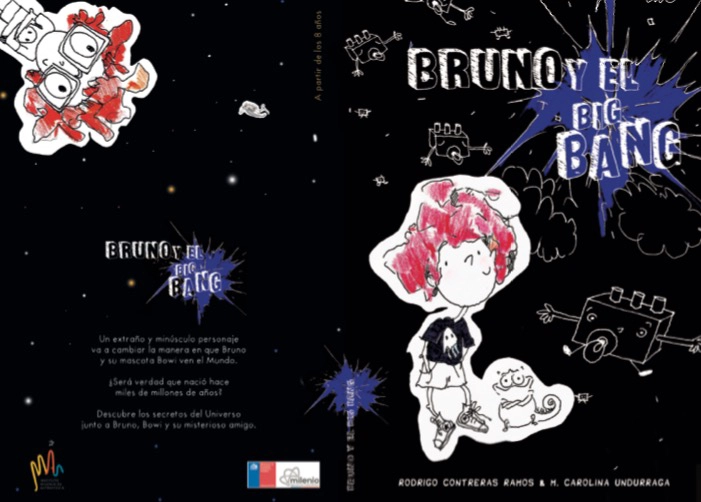 A partir de los 8 años
BRUNO Y EL
BIG
BANG
Un extraño y minúsculo personaje
va a cambiar la manera en que Bruno
y su mascota Bowi ven el Mundo.
¿Será verdad que nació hace
miles de millones de años?
Descubre los secretos del Universo
junto a Bruno, Bowi y su misterioso amigo.
milenio
BRUNO Y EL BIG BANG
BRUNO Y EL
BIG
BANG
RODRIGO CONTRERAS RAMOS & M. CAROLINA UNDURRAGA